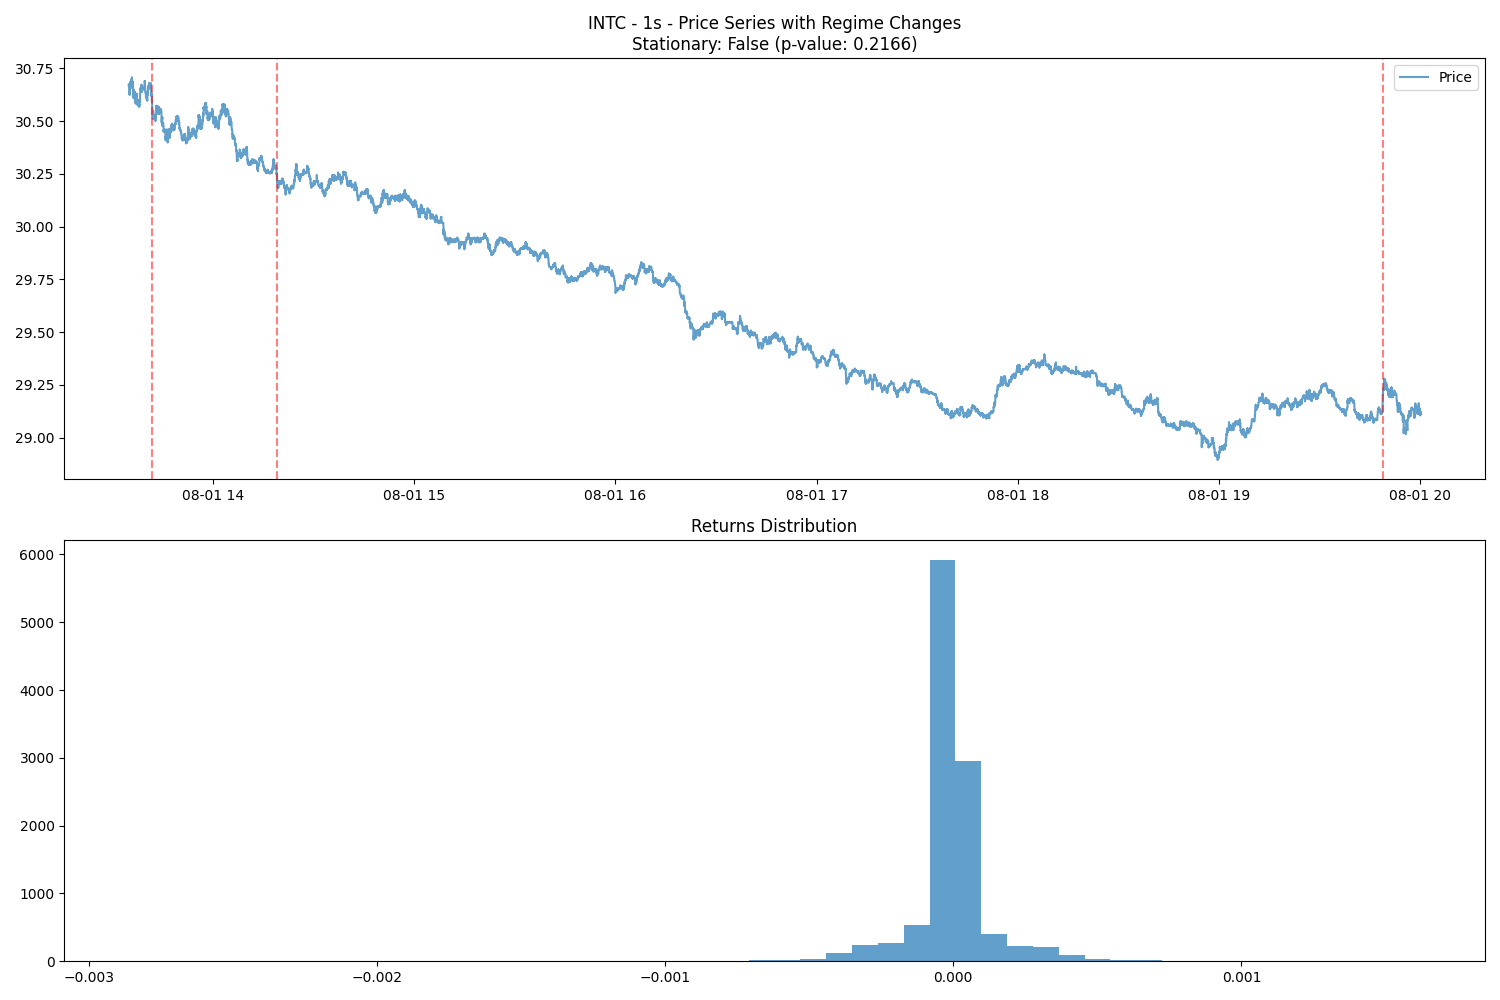 INTC - 1s - Price Series with Regime Changes
Stationary: False (p-value: 0.2166)
Price
30.75
30.50
30.25
30.00
29.75
29.50
29.25
29.00
08-01 14 08-01 15 08-01 16 08-01 17 08-01 18 08-01 19 08-01 20
Returns Distribution
6000
5000
4000
3000
2000
1000
0
−0.003 −0.002 −0.001 0.000 0.001